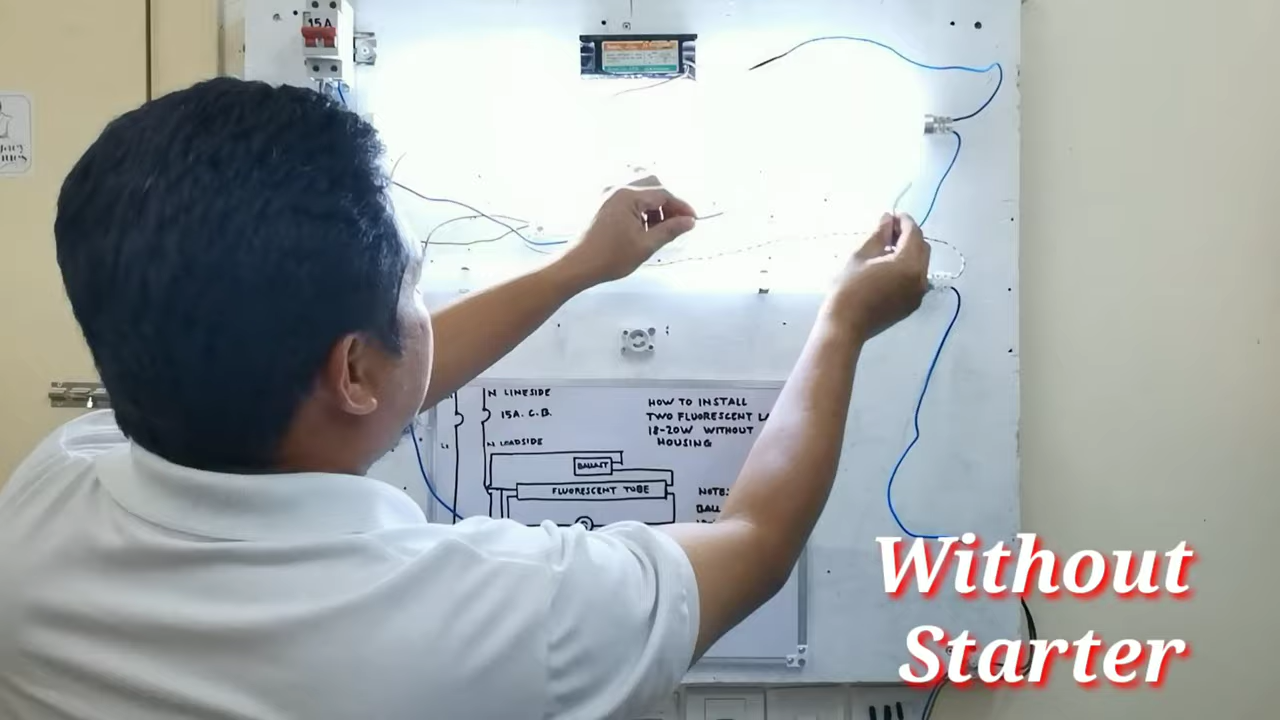 15A
N LINESIDE
15A. C.B.
N LOADSIDE
HOW TO INSTALL
TWO FLUORESCENT
18-20W WITHOUT
HOUSING
BALLAST
FLUORESCENT TUBE
NOTE:
Without
Starter